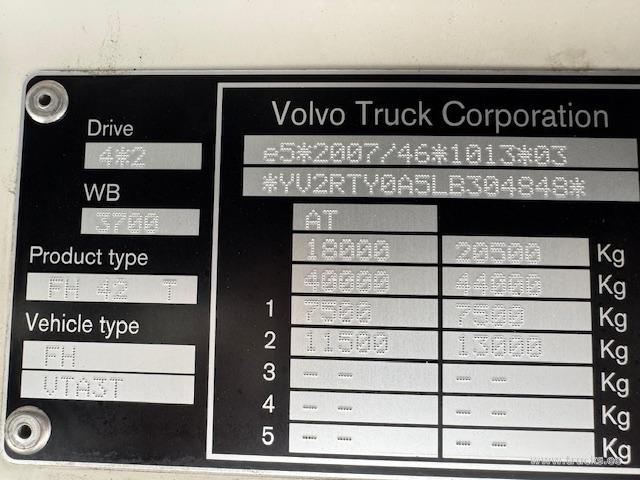 Volvo Truck Corporation
Drive
4*2
e5*2007/46*1013*03
*YV2RTY0A5LB304848*
WB
3700
AT
Product type
FH 42 T
18000 20500 Kg
40000 44000 Kg
Vehicle type
FH
VTA3T
1 7500 7500 Kg
2 11500 13000 Kg
3 -- -- Kg
4 -- -- Kg
5 -- -- Kg
www.trucks.es